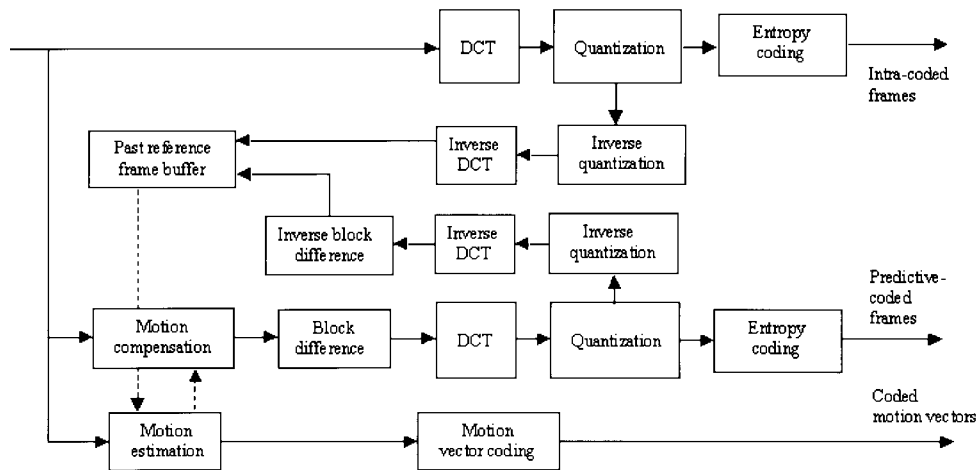 DCT
Quantization
Entropy
coding
Intra-coded
frames
Past reference
frame buffer
Inverse
DCT
Inverse
quantization
Inverse block
difference
Inverse
DCT
Inverse
quantization
Predictive-
coded
frames
Motion
compensation
Block
difference
DCT
Quantization
Entropy
coding
Coded
motion vectors
Motion
estimation
Motion
vector coding